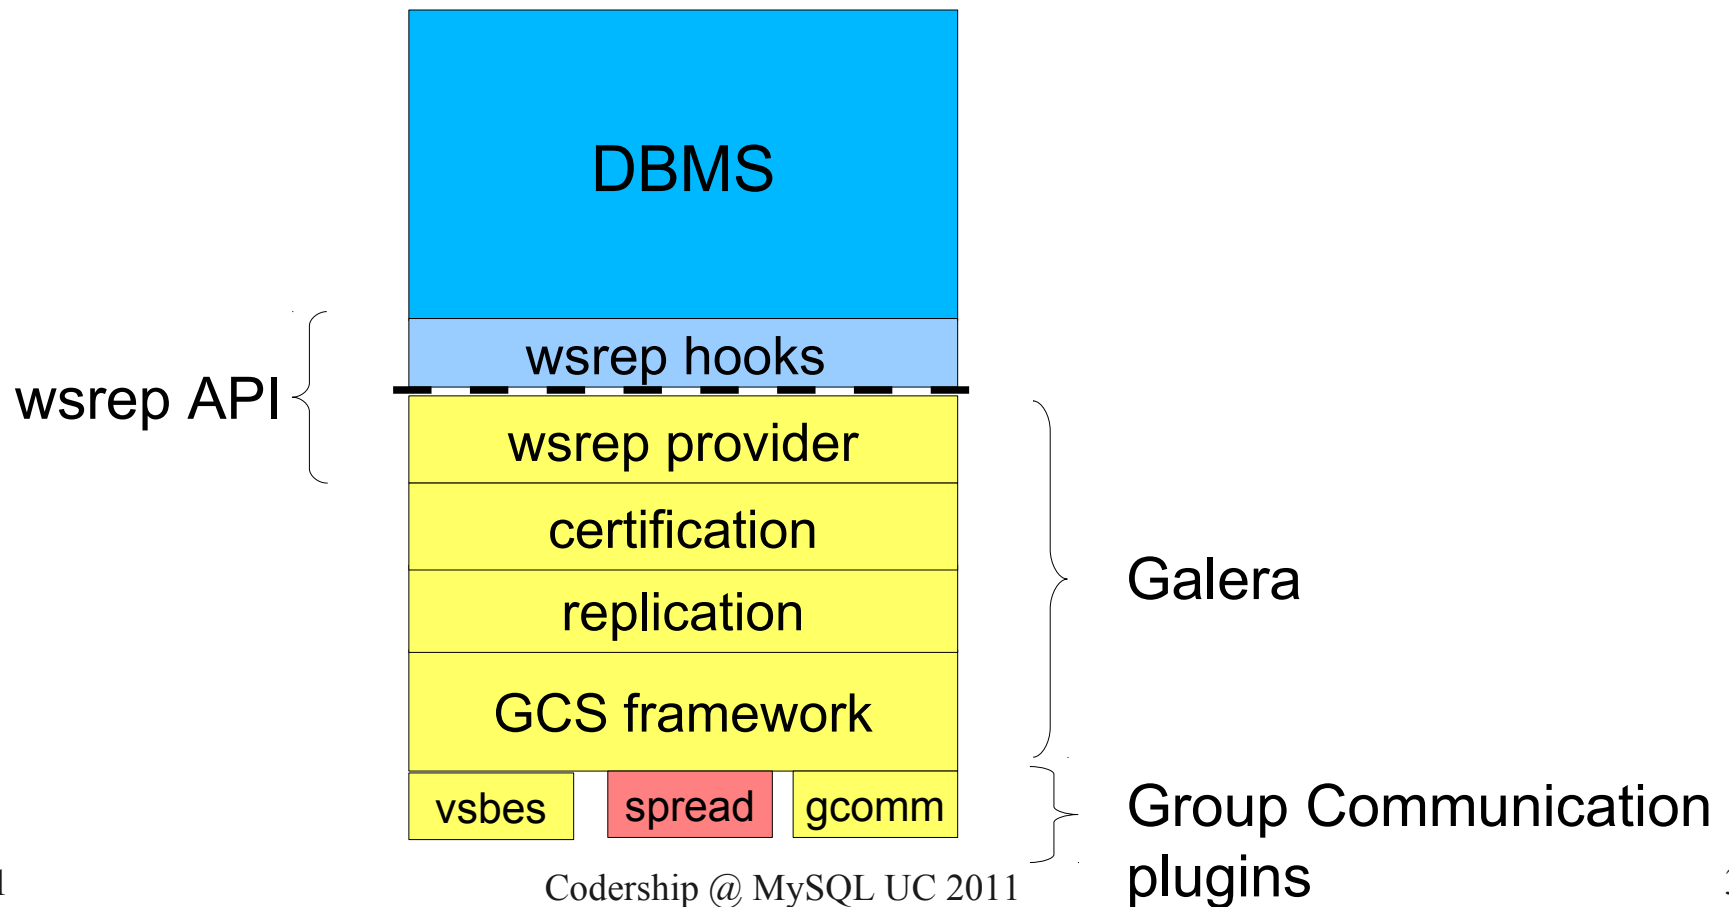 DBMS
wsrep hooks
wsrep API
wsrep provider
certification
replication
Galera
GCS framework
vsbes
spread
gcomm
Group Communication
plugins
Codership @ MySQL UC 2011